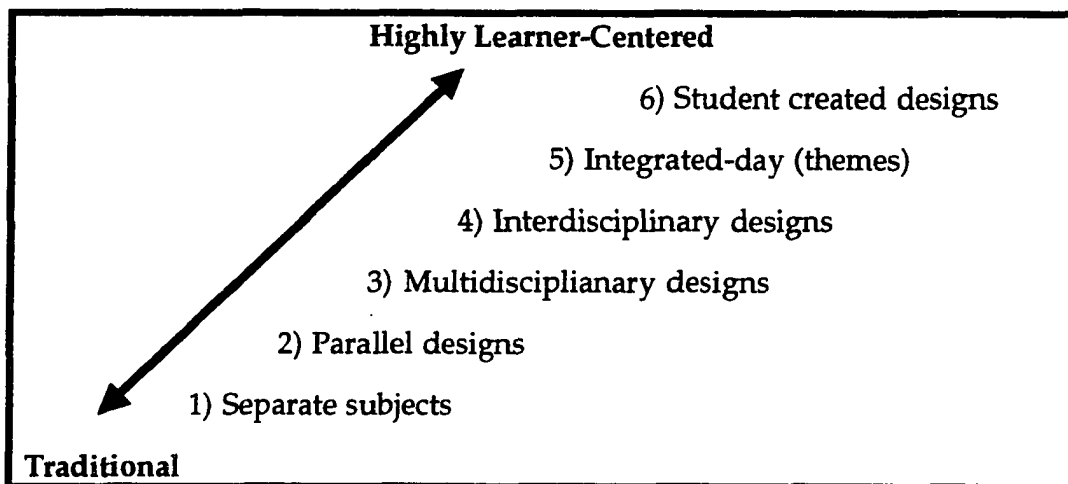 Highly Learner-Centered
6) Student created designs
5) Integrated-day (themes)
4) Interdisciplinary designs
3) Multidisciplianary designs
2) Parallel designs
1) Separate subjects
Traditional